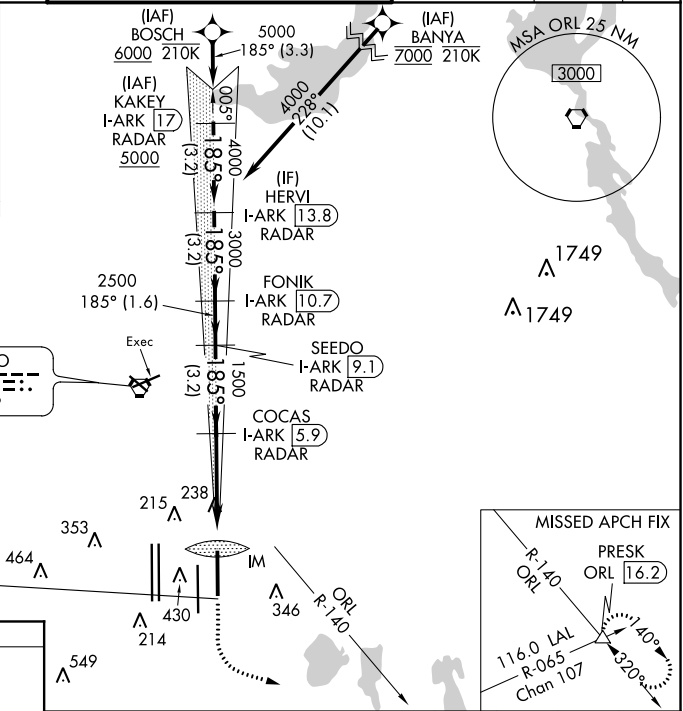 (IAF)
BOSCH
6000 210K
5000
185° (3.3)
(IAF)
BANYA
7000 210K
4000
228°
(10.1)
MSA ORL 25 NM
3000
(IAF)
KAKEY
I-ARK 17
RADAR
5000
005°
4000
185°
(3.2)
(IF)
HERVI
I-ARK 13.8
RADAR
3000
185°
(3.2)
1749
1749
2500
185° (1.6)
FONIK
I-ARK 10.7
RADAR
Exec
SEEDO
I-ARK 9.1
RADAR
1500
185°
(3.2)
COCAS
I-ARK 5.9
RADAR
O
238
215
353
464
IM
430
346
214
549
ORL
R-140
MISSED APCH FIX
PRESK
ORL 16.2
R-140
ORL
116.0 LAL
R-065
Chan 107
140°
320°